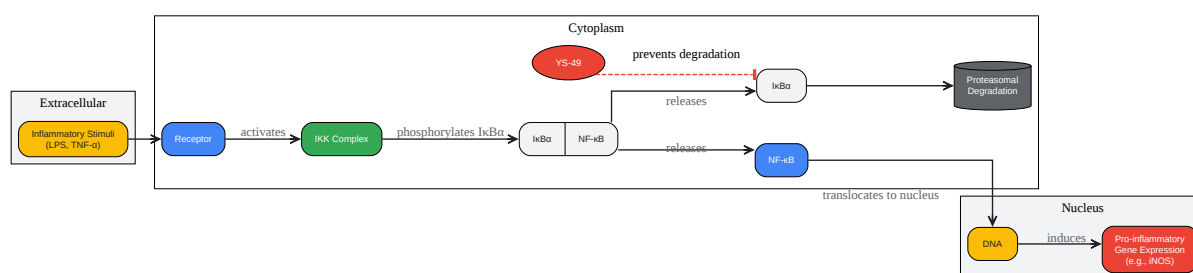 Cytoplasm
YS-49
prevents degradation
IκBα
Proteasomal
Degradation
Extracellular
Inflammatory Stimuli
(LPS, TNF-α)
Receptor
activates
IKK Complex
phosphorylates IκBα
IκBα
NF-κB
releases
releases
NF-κB
translocates to nucleus
Nucleus
DNA
induces
Pro-inflammatory
Gene Expression
(e.g., iNOS)